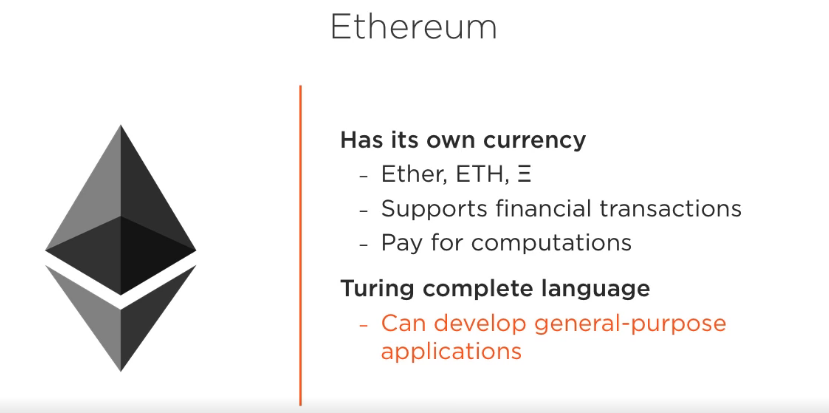 Ethereum
Has its own currency
- Ether, ETH, Ξ
- Supports financial transactions
- Pay for computations
Turing complete language
- Can develop general-purpose
applications